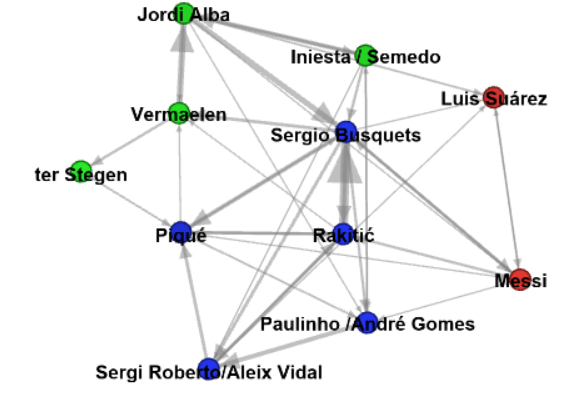 Jordi Alba
Iniesta / Semedo
Luis Suárez
Vermaelen
Sergio Busquets
ter Stegen
Piqué
Rakitić
Messi
Paulinho /André Gomes
Sergi Roberto/Aleix Vidal